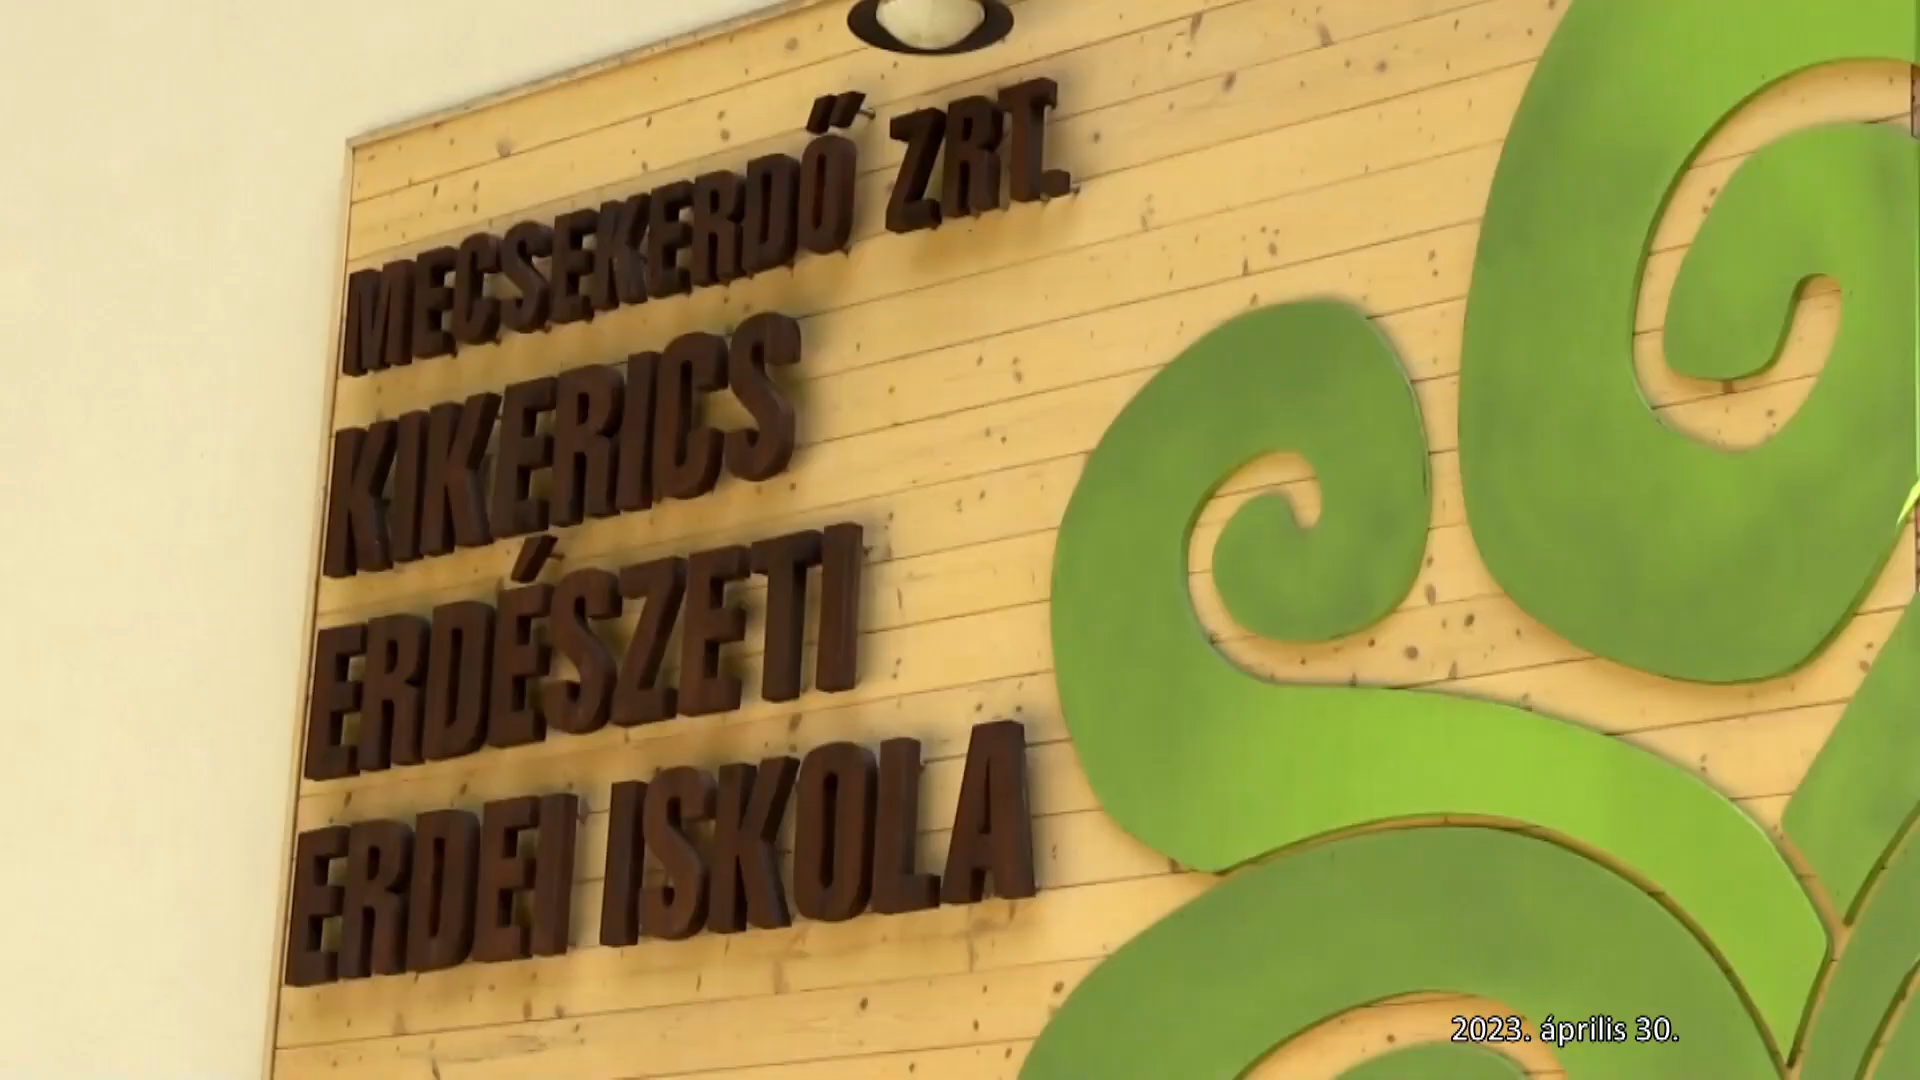 MECSEKERDŐ ZRT.
KIKERICS
ERDÉSZETI
ERDEI ISKOLA
2023. április 30.